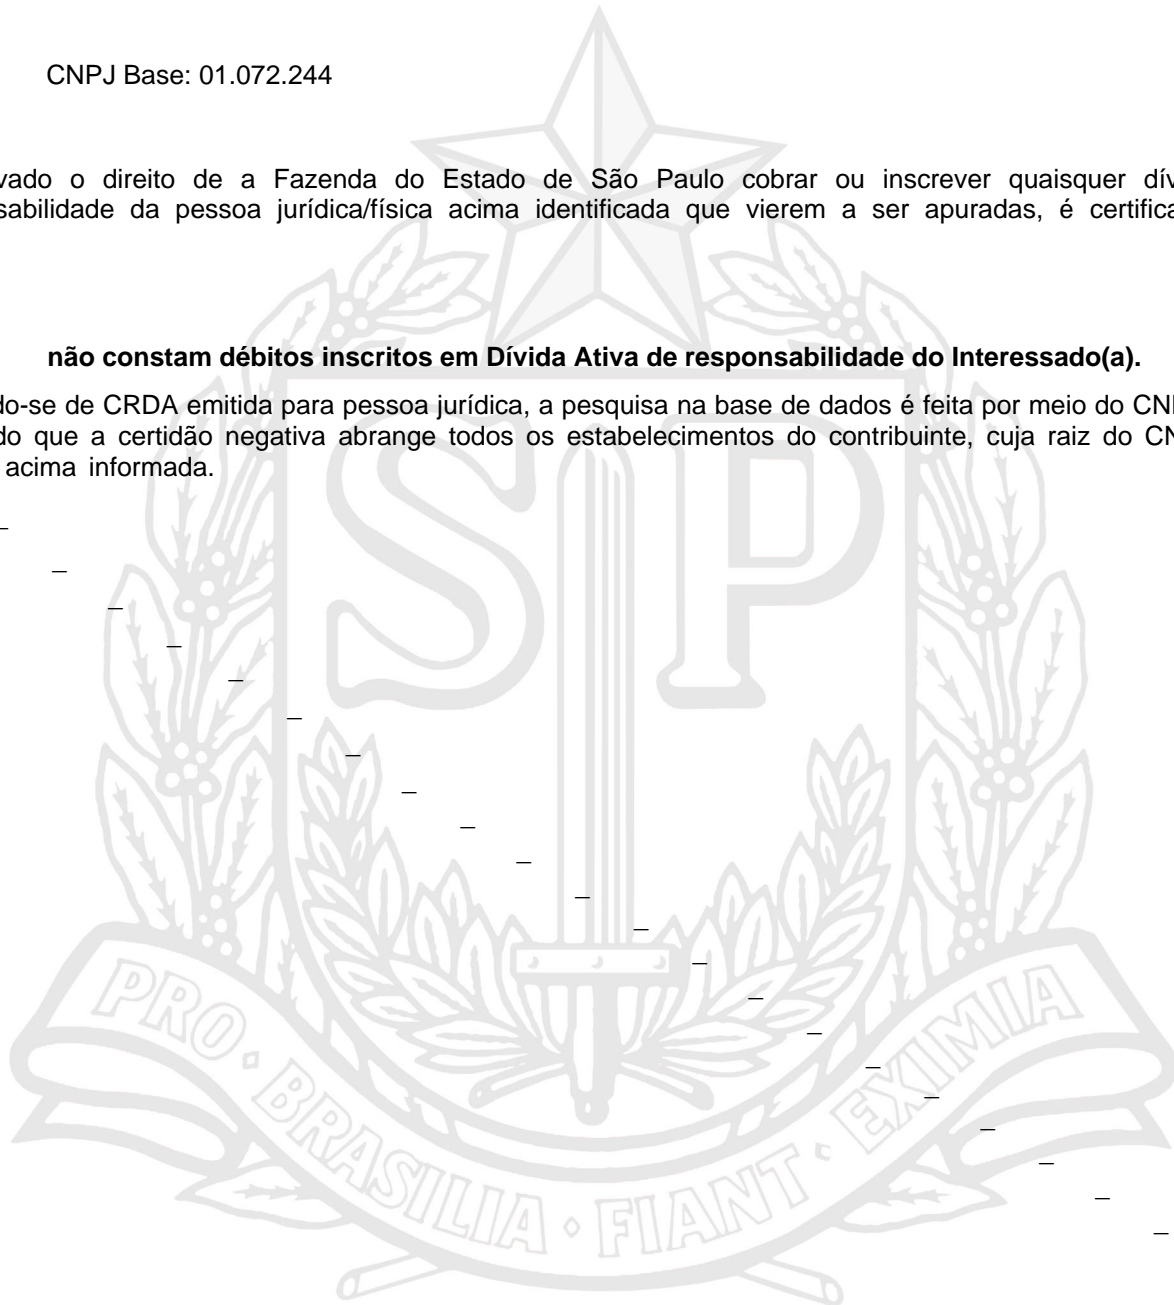 CNPJ Base: 01.072.244
vado o direito de a Fazenda do Estado de São Paulo cobrar ou inscrever quaisquer dív
sabilidade da pessoa jurídica/física acima identificada que vierem a ser apuradas, é certifica
não constam débitos inscritos em Dívida Ativa de responsabilidade do Interessado(a).
do-se de CRDA emitida para pessoa jurídica, a pesquisa na base de dados é feita por meio do CN
do que a certidão negativa abrange todos os estabelecimentos do contribuinte, cuja raiz do CN
acima informada.
SP
PRO • BRASILIA • FIANT • EXIMIA